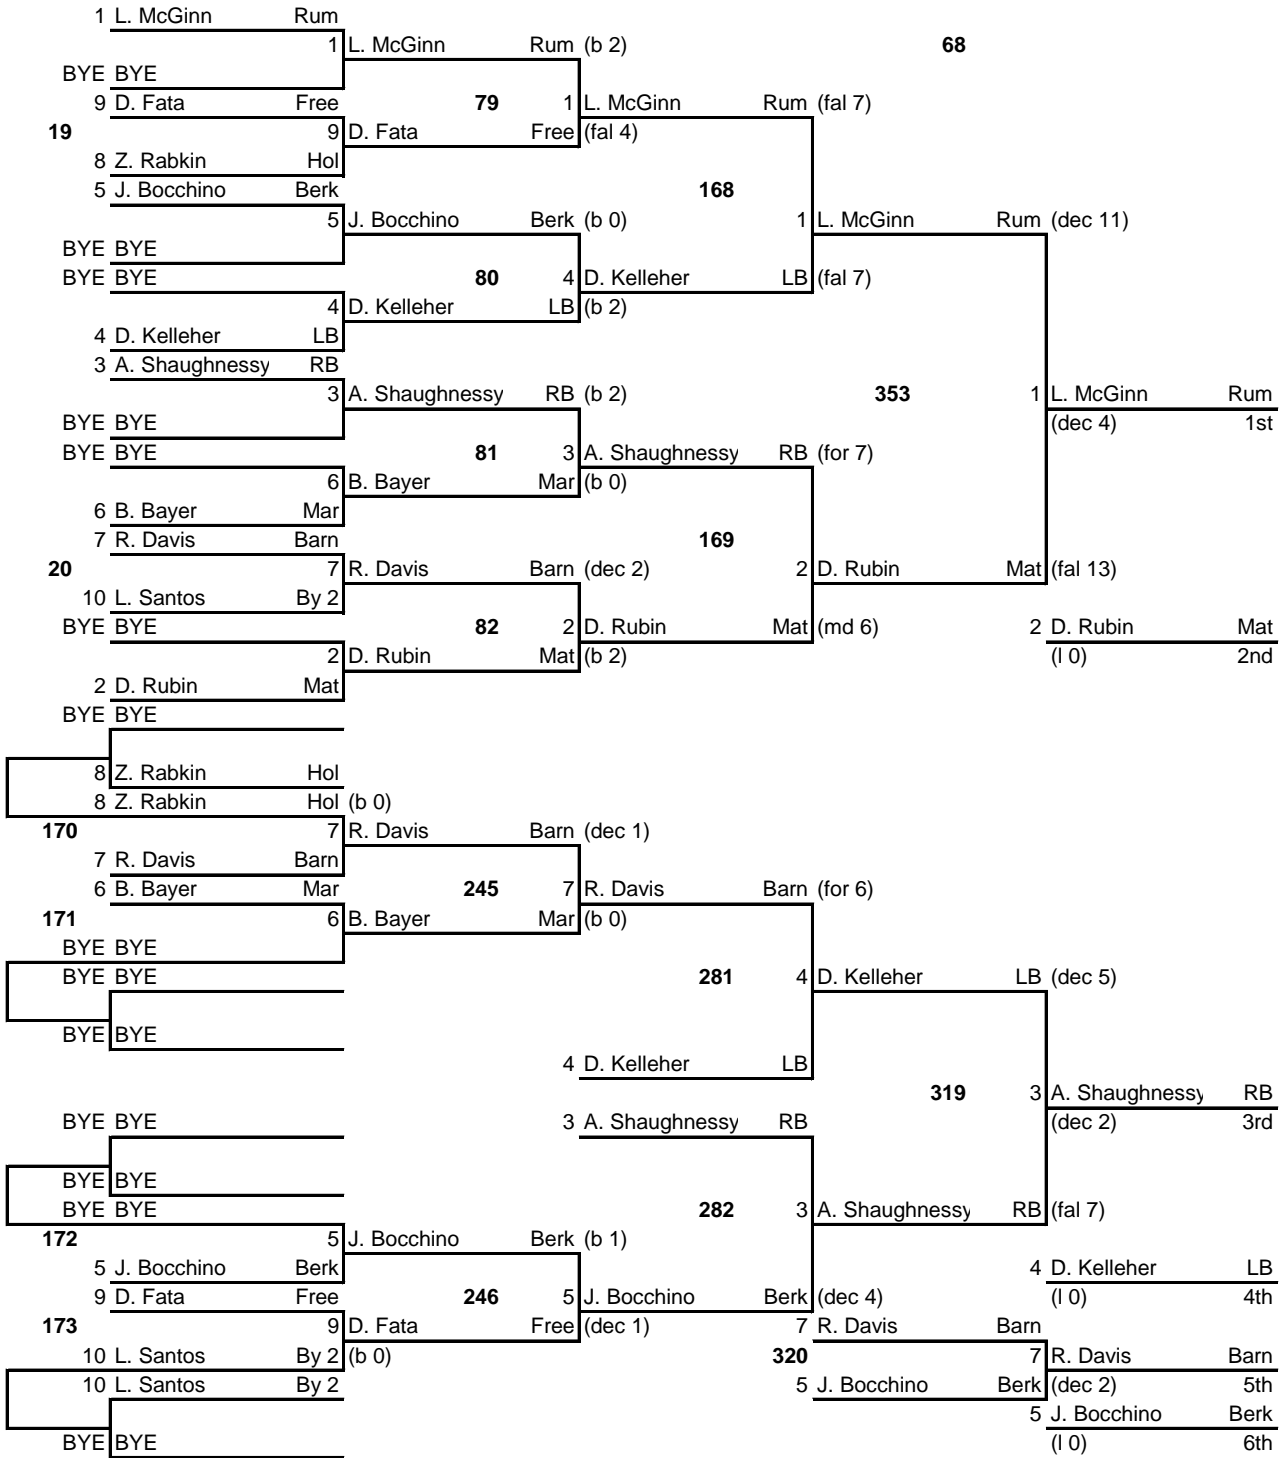 1 L. McGinn Rum
1 L. McGinn Rum (b 2) 68
BYE BYE
9 D. Fata Free 79 1 L. McGinn Rum (fal 7)
19 9 D. Fata Free (fal 4)
8 Z. Rabkin Hol
5 J. Bocchino Berk 168
5 J. Bocchino Berk (b 0) 1 L. McGinn Rum (dec 11)
BYE BYE
BYE BYE 80 4 D. Kelleher LB (fal 7)
4 D. Kelleher LB (b 2)
4 D. Kelleher LB
3 A. Shaughnessy RB
3 A. Shaughnessy RB (b 2) 353 1 L. McGinn Rum
BYE BYE (dec 4) 1st
BYE BYE 81 3 A. Shaughnessy RB (for 7)
6 B. Bayer Mar (b 0)
6 B. Bayer Mar
7 R. Davis Barn 169
20 7 R. Davis Barn (dec 2) 2 D. Rubin Mat (fal 13)
10 L. Santos By 2
BYE BYE 82 2 D. Rubin Mat (md 6) 2 D. Rubin Mat
2 D. Rubin Mat (b 2) (l 0) 2nd
2 D. Rubin Mat
BYE BYE
8 Z. Rabkin Hol
8 Z. Rabkin Hol (b 0)
170 7 R. Davis Barn (dec 1)
7 R. Davis Barn
6 B. Bayer Mar 245 7 R. Davis Barn (for 6)
171 6 B. Bayer Mar (b 0)
BYE BYE
BYE BYE 281 4 D. Kelleher LB (dec 5)
BYE BYE
4 D. Kelleher LB
319 3 A. Shaughnessy RB
BYE BYE 3 A. Shaughnessy RB (dec 2) 3rd
BYE BYE
BYE BYE 282 3 A. Shaughnessy RB (fal 7)
172 5 J. Bocchino Berk (b 1)
5 J. Bocchino Berk 4 D. Kelleher LB
9 D. Fata Free 246 5 J. Bocchino Berk (dec 4) (l 0) 4th
173 9 D. Fata Free (dec 1) 7 R. Davis Barn
10 L. Santos By 2 (b 0) 320 7 R. Davis Barn
10 L. Santos By 2 5 J. Bocchino Berk (dec 2) 5th
5 J. Bocchino Berk
BYE BYE (l 0) 6th